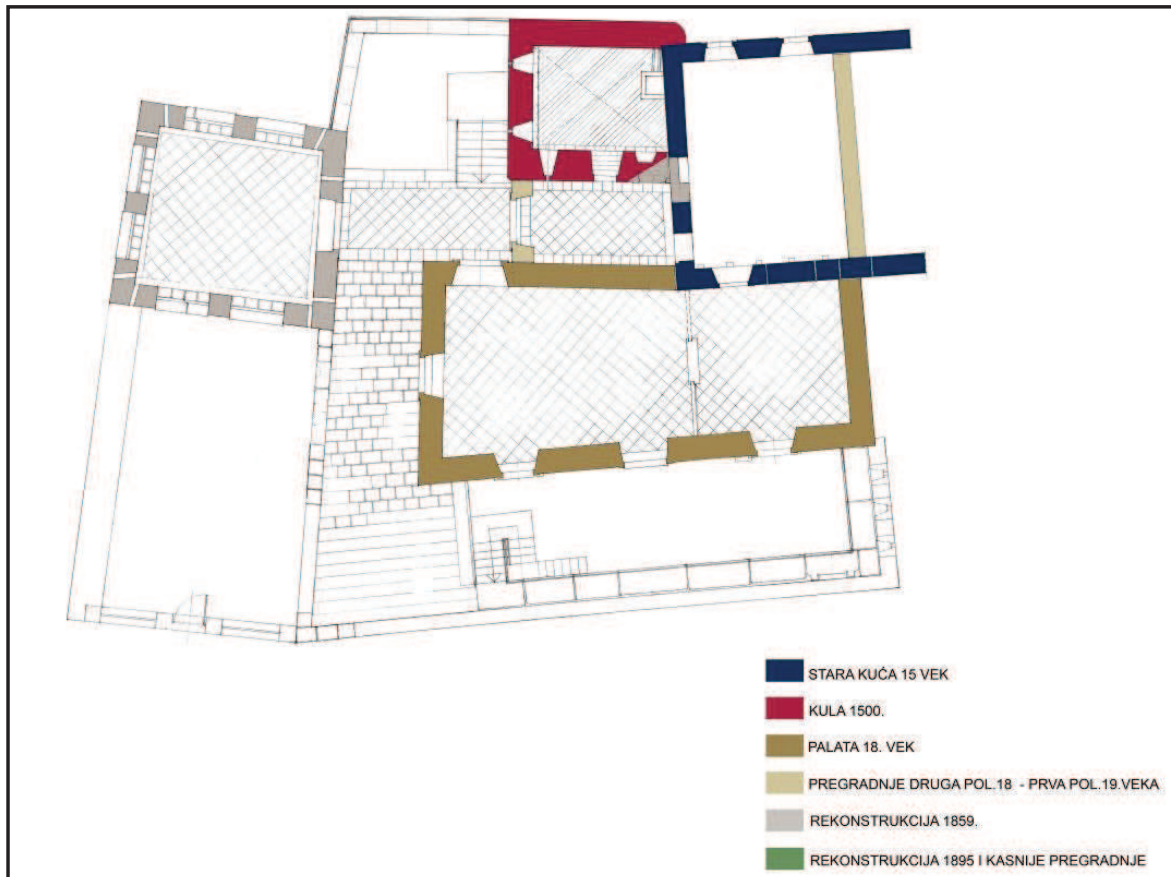 STARA KUĆA 15 VEK
KULA 1500.
PALATA 18. VEK
PREGRADNJE DRUGA POL.18 - PRVA POL.19.VEKA
REKONSTRUKCIJA 1859.
REKONSTRUKCIJA 1895 I KASNIJE PREGRADNJE